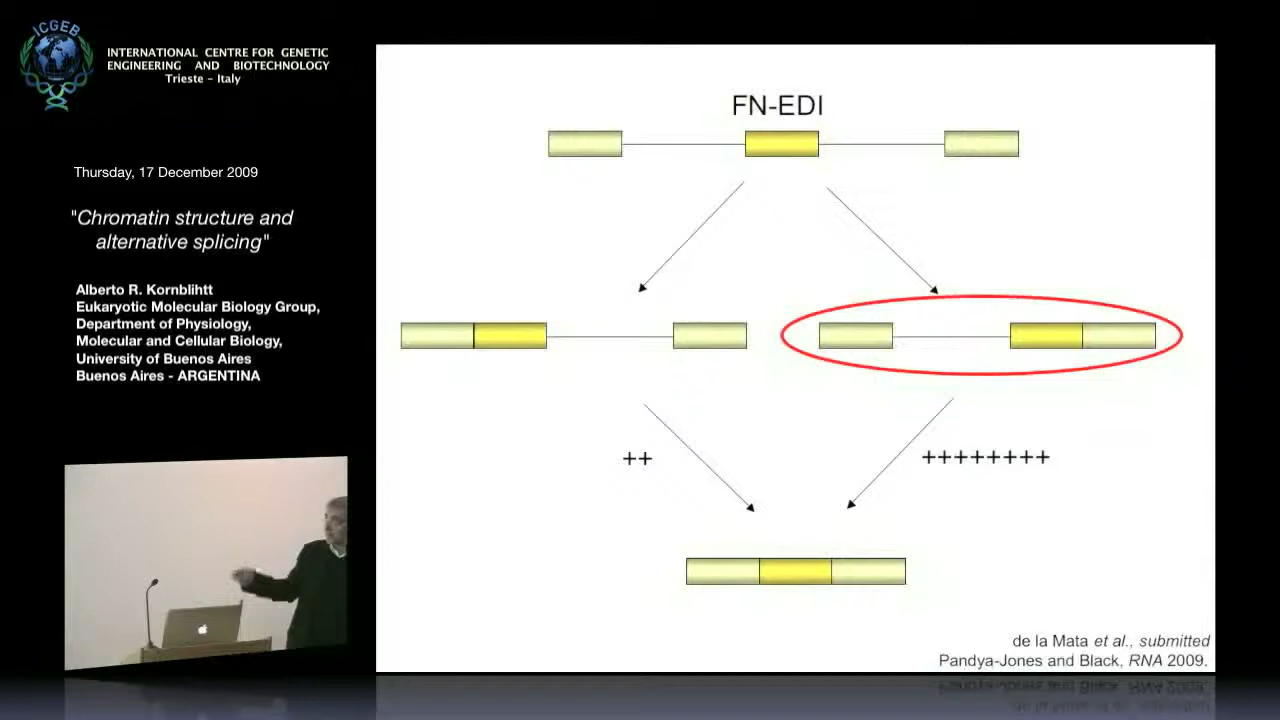 ICGEB
INTERNATIONAL CENTRE FOR GENETIC
ENGINEERING AND BIOTECHNOLOGY
Trieste - Italy
Thursday, 17 December 2009
"Chromatin structure and
alternative splicing"
Alberto R. Kornblihtt
Eukaryotic Molecular Biology Group,
Department of Physiology,
Molecular and Cellular Biology,
University of Buenos Aires
Buenos Aires - ARGENTINA
FN-EDI
++
++++++++
de la Mata et al., submitted
Pandya-Jones and Black, RNA 2009.